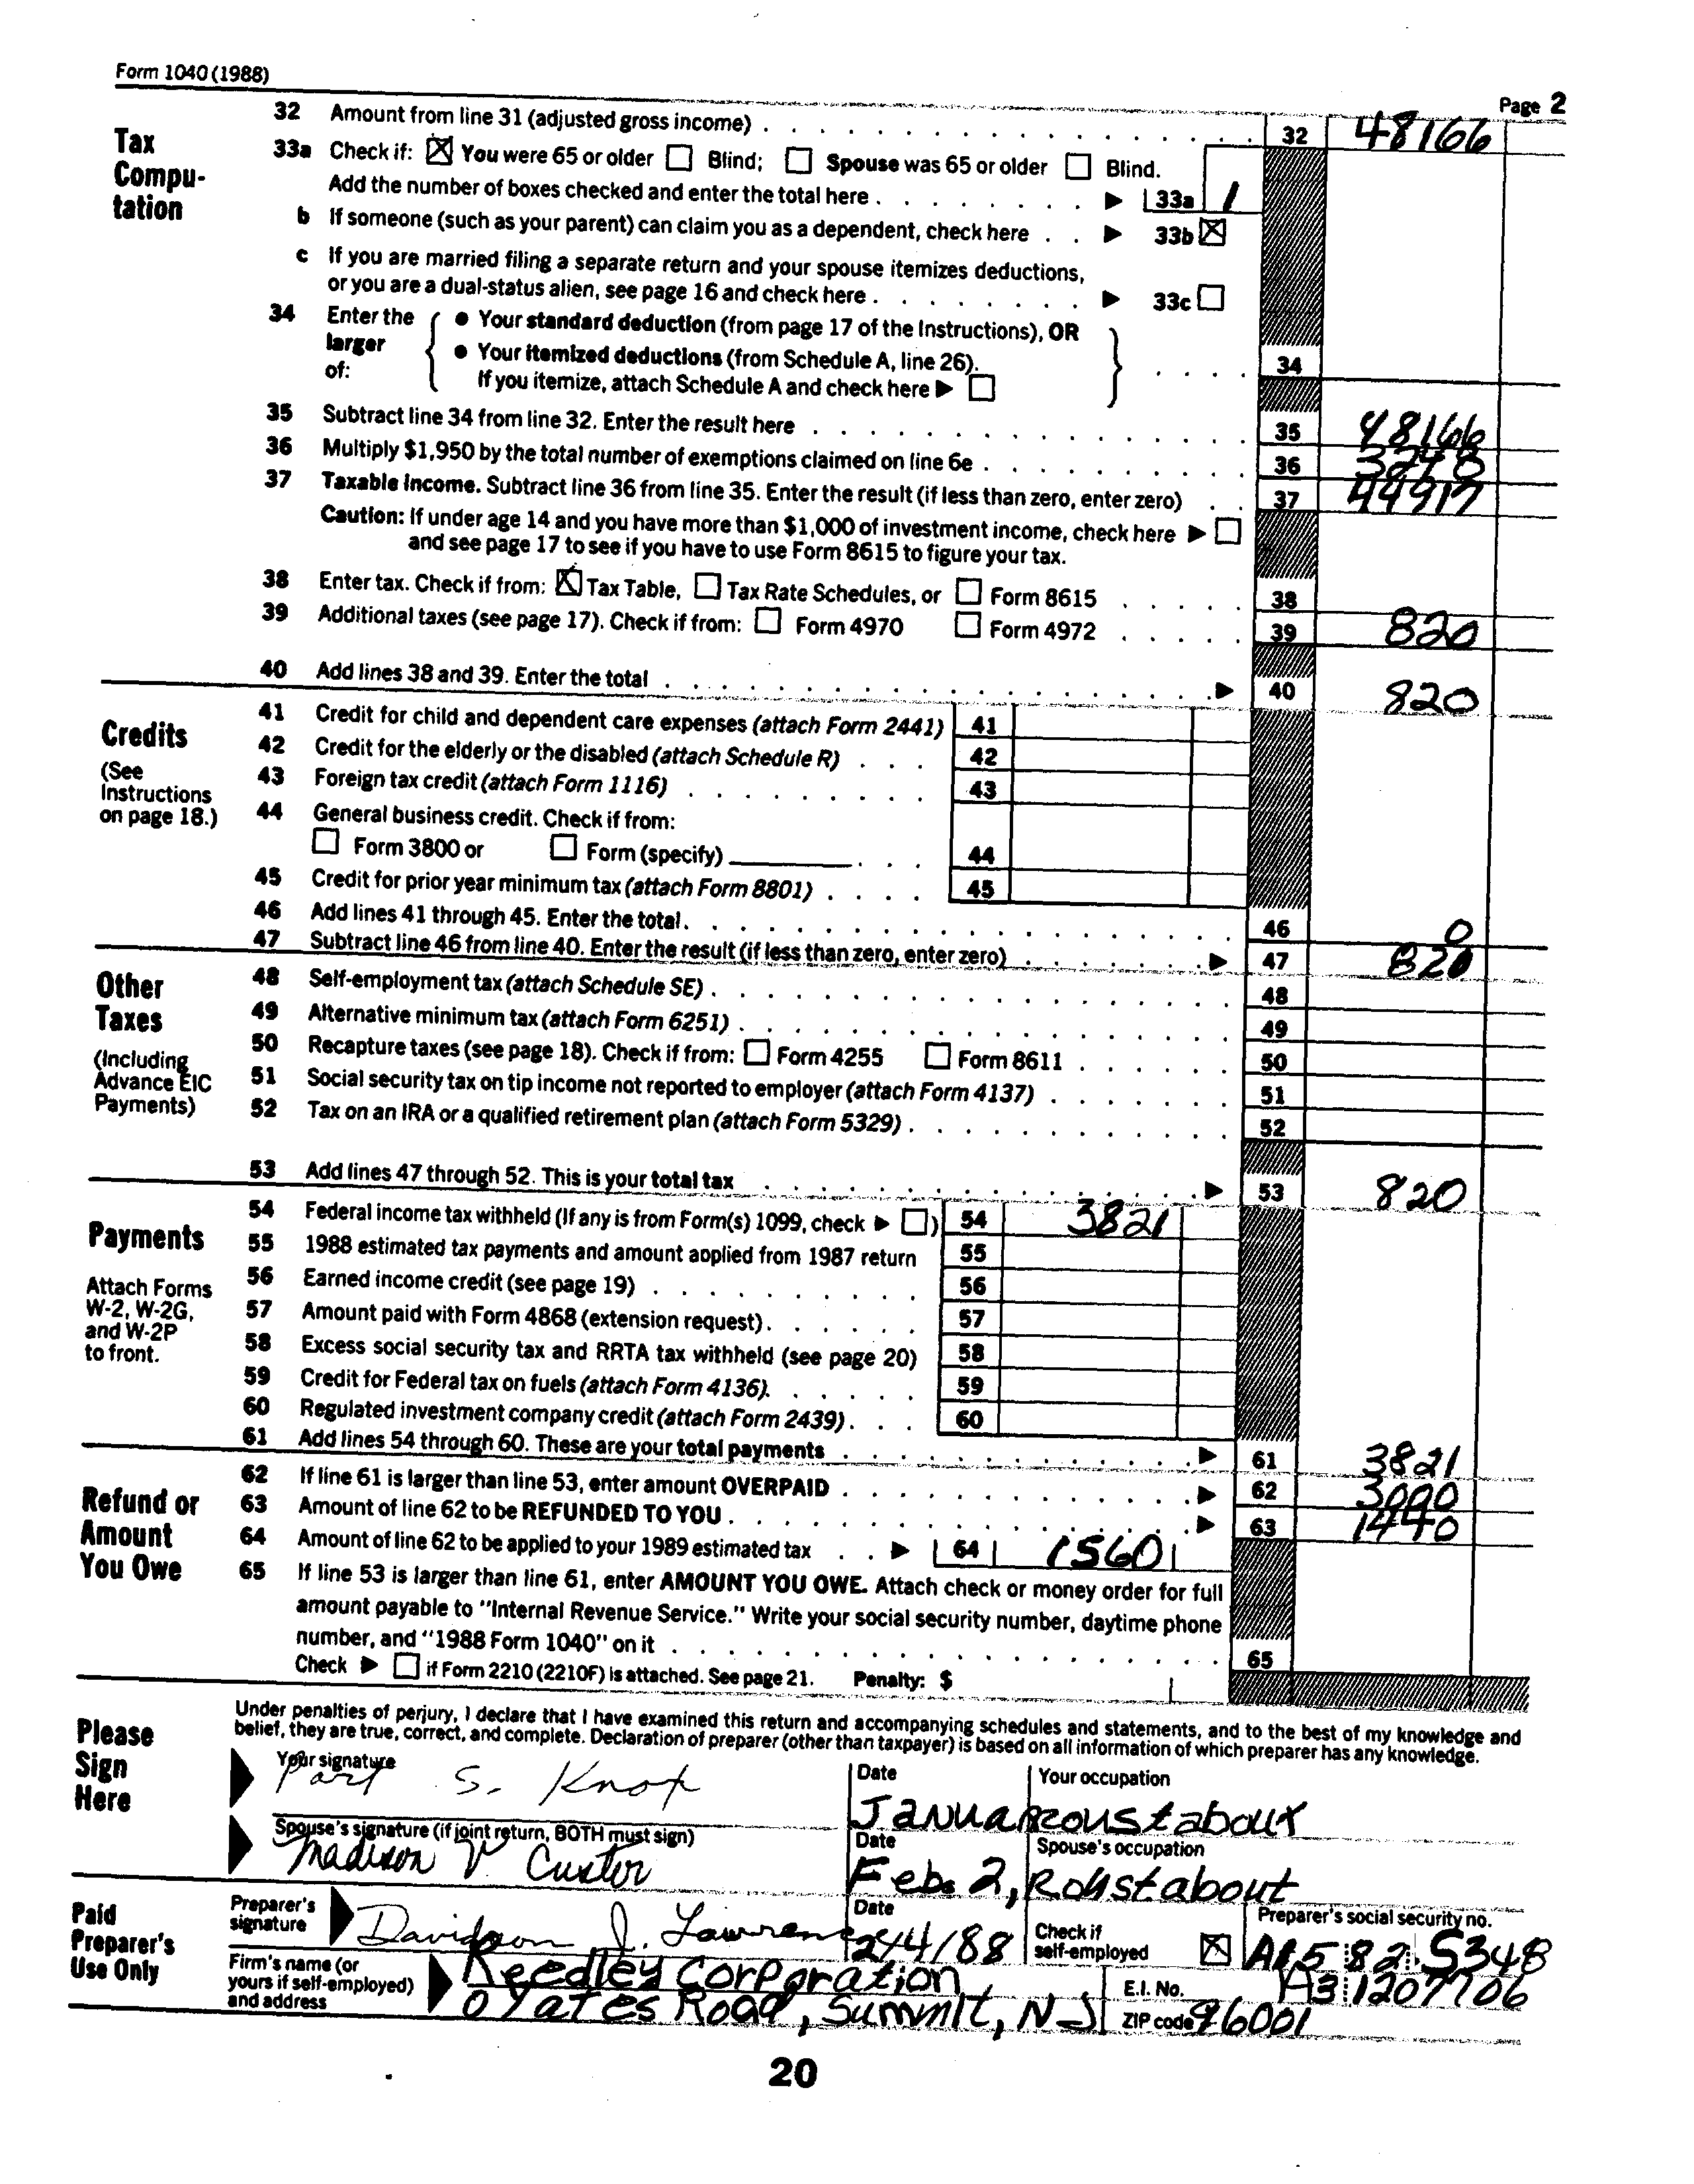 Form 1040 (1988)
Page 2
Tax Compu-tation
32 Amount from line 31 (adjusted gross income) 32 48166
33a Check if: ☒ You were 65 or older ☐ Blind; ☐ Spouse was 65 or older ☐ Blind.
Add the number of boxes checked and enter the total here ▶ 33a 1
b If someone (such as your parent) can claim you as a dependent, check here ▶ 33b ☒
c If you are married filing a separate return and your spouse itemizes deductions,
or you are a dual-status alien, see page 16 and check here ▶ 33c ☐
34 Enter the larger of:
● Your standard deduction (from page 17 of the Instructions), OR
● Your itemized deductions (from Schedule A, line 26).
If you itemize, attach Schedule A and check here ▶ ☐ 34
35 Subtract line 34 from line 32. Enter the result here 35 48166
36 Multiply $1,950 by the total number of exemptions claimed on line 6e 36 3248
37 Taxable income. Subtract line 36 from line 35. Enter the result (if less than zero, enter zero) 37 44917
Caution: If under age 14 and you have more than $1,000 of investment income, check here ▶ ☐
and see page 17 to see if you have to use Form 8615 to figure your tax.
38 Enter tax. Check if from: ☒ Tax Table, ☐ Tax Rate Schedules, or ☐ Form 8615 38
39 Additional taxes (see page 17). Check if from: ☐ Form 4970 ☐ Form 4972 39 820
40 Add lines 38 and 39. Enter the total ▶ 40 820
Credits
(See Instructions on page 18.)
41 Credit for child and dependent care expenses (attach Form 2441) 41
42 Credit for the elderly or the disabled (attach Schedule R) 42
43 Foreign tax credit (attach Form 1116) 43
44 General business credit. Check if from:
☐ Form 3800 or ☐ Form (specify) 44
45 Credit for prior year minimum tax (attach Form 8801) 45
46 Add lines 41 through 45. Enter the total 46 0
47 Subtract line 46 from line 40. Enter the result (if less than zero, enter zero) ▶ 47 820
Other Taxes
(Including Advance EIC Payments)
48 Self-employment tax (attach Schedule SE) 48
49 Alternative minimum tax (attach Form 6251) 49
50 Recapture taxes (see page 18). Check if from: ☐ Form 4255 ☐ Form 8611 50
51 Social security tax on tip income not reported to employer (attach Form 4137) 51
52 Tax on an IRA or a qualified retirement plan (attach Form 5329) 52
53 Add lines 47 through 52. This is your total tax ▶ 53 820
Payments
Attach Forms W-2, W-2G, and W-2P to front.
54 Federal income tax withheld (If any is from Form(s) 1099, check ▶ ☐) 54 3821
55 1988 estimated tax payments and amount applied from 1987 return 55
56 Earned income credit (see page 19) 56
57 Amount paid with Form 4868 (extension request) 57
58 Excess social security tax and RRTA tax withheld (see page 20) 58
59 Credit for Federal tax on fuels (attach Form 4136) 59
60 Regulated investment company credit (attach Form 2439) 60
61 Add lines 54 through 60. These are your total payments ▶ 61 3821
Refund or Amount You Owe
62 If line 61 is larger than line 53, enter amount OVERPAID ▶ 62 3000
63 Amount of line 62 to be REFUNDED TO YOU ▶ 63 1440
64 Amount of line 62 to be applied to your 1989 estimated tax ▶ 64 1560
65 If line 53 is larger than line 61, enter AMOUNT YOU OWE. Attach check or money order for full
amount payable to "Internal Revenue Service." Write your social security number, daytime phone
number, and "1988 Form 1040" on it 65
Check ▶ ☐ if Form 2210 (2210F) is attached. See page 21. Penalty: $
Please Sign Here
Under penalties of perjury, I declare that I have examined this return and accompanying schedules and statements, and to the best of my knowledge and
belief, they are true, correct, and complete. Declaration of preparer (other than taxpayer) is based on all information of which preparer has any knowledge.
Your signature S. Knox
Date Your occupation
Spouse's signature (if joint return, BOTH must sign) Madison V. Custer
Date Feb. 2, Spouse's occupation Roustabout
Paid Preparer's Use Only
Preparer's signature Davidson J. Lawrence
Date 2/4/88 Check if self-employed ☒
Preparer's social security no.
Firm's name (or yours if self-employed) and address
Reedley Corporation
0 Yates Road, Summit, NJ
E.I. No.
ZIP code 96001
20